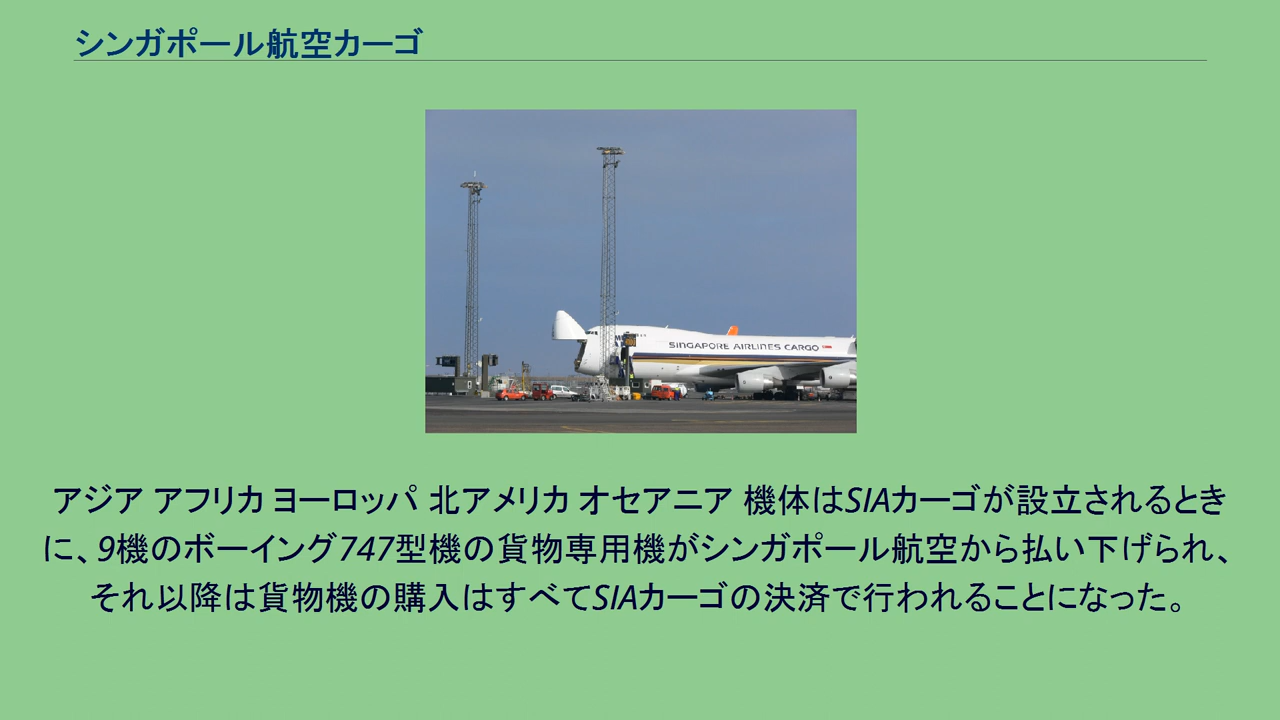 シンガポール航空カーゴ
SINGAPORE AIRLINES CARGO
アジア アフリカ ヨーロッパ 北アメリカ オセアニア 機体はSIAカーゴが設立されるとき
に、9機のボーイング747型機の貨物専用機がシンガポール航空から払い下げられ、
それ以降は貨物機の購入はすべてSIAカーゴの決済で行われることになった。